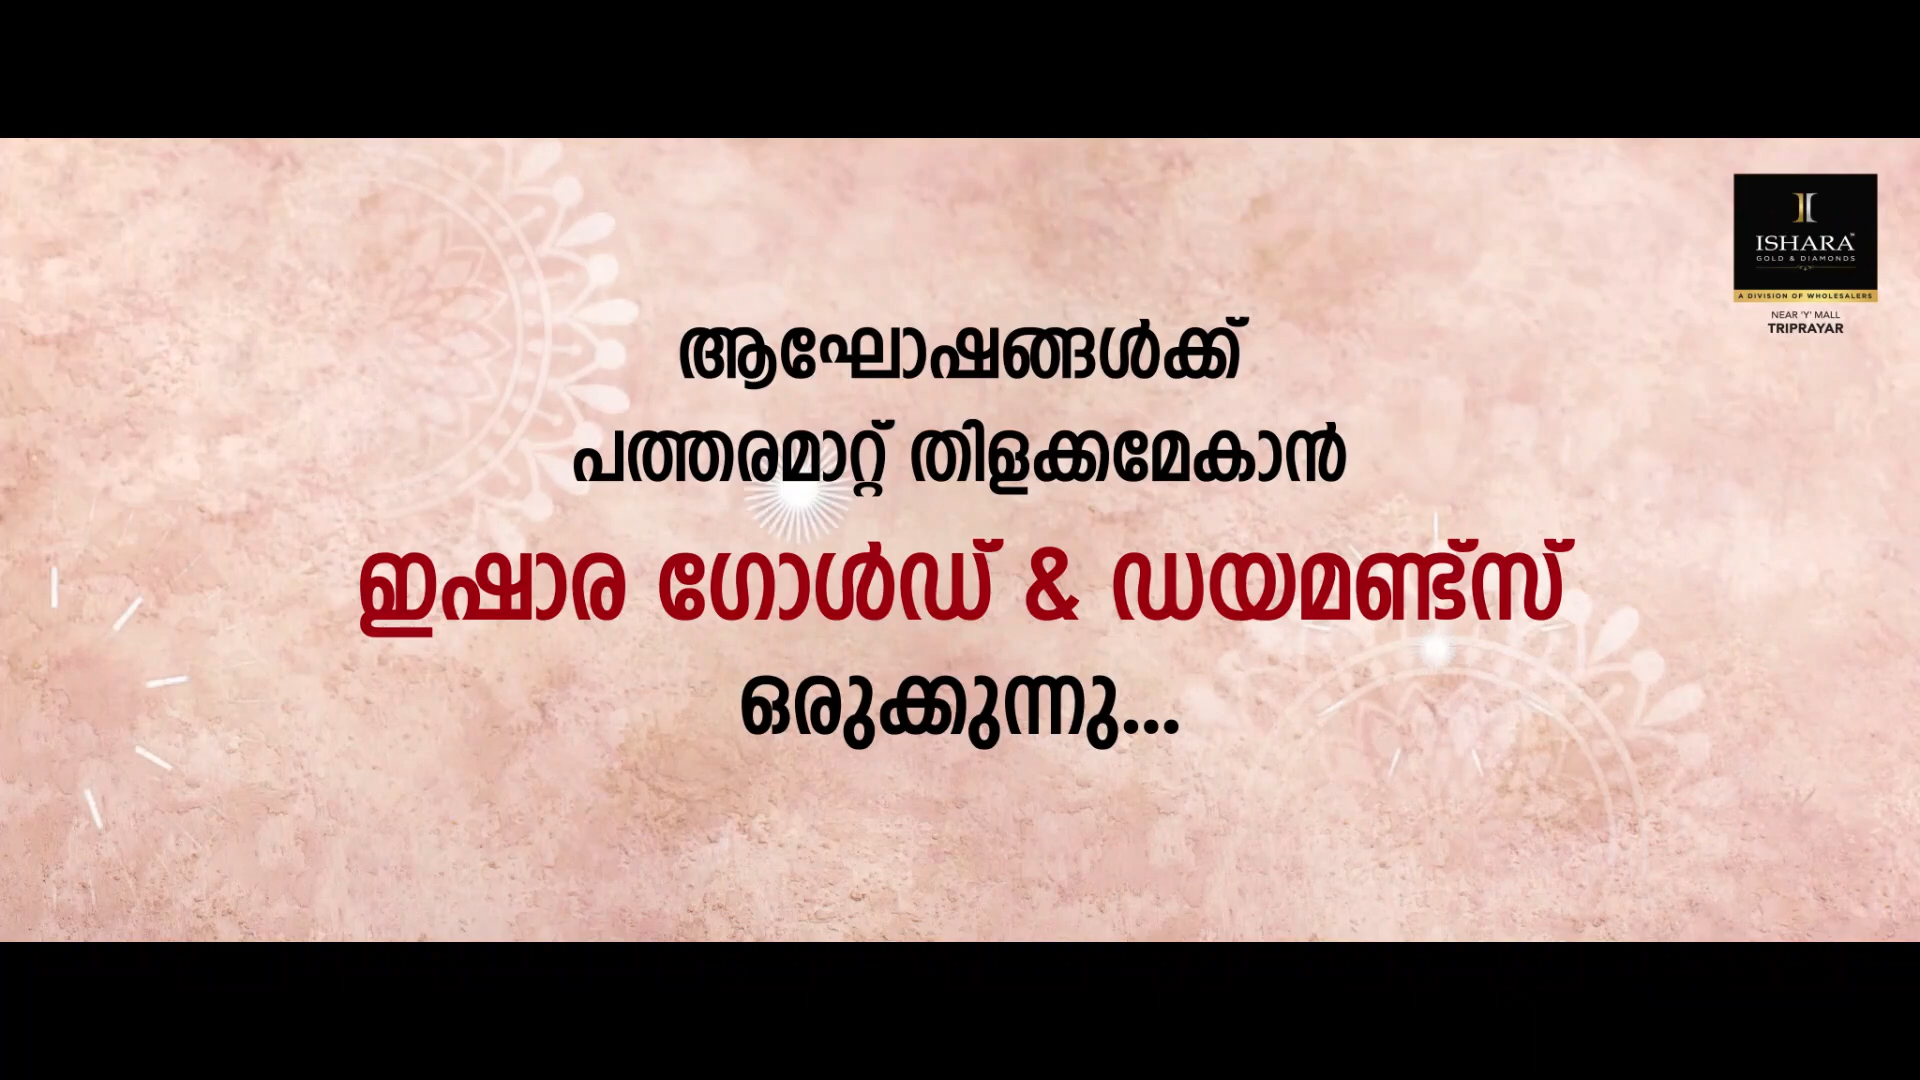 ISHARA™
GOLD & DIAMONDS
A DIVISION OF WHOLESALERS
NEAR 'Y' MALL
TRIPRAYAR
ആഘോഷങ്ങൾക്ക്
പത്തരമാറ്റ് തിളക്കമേകാൻ
ഇഷാര ഗോൾഡ് & ഡയമണ്ട്സ്
ഒരുക്കുന്നു...